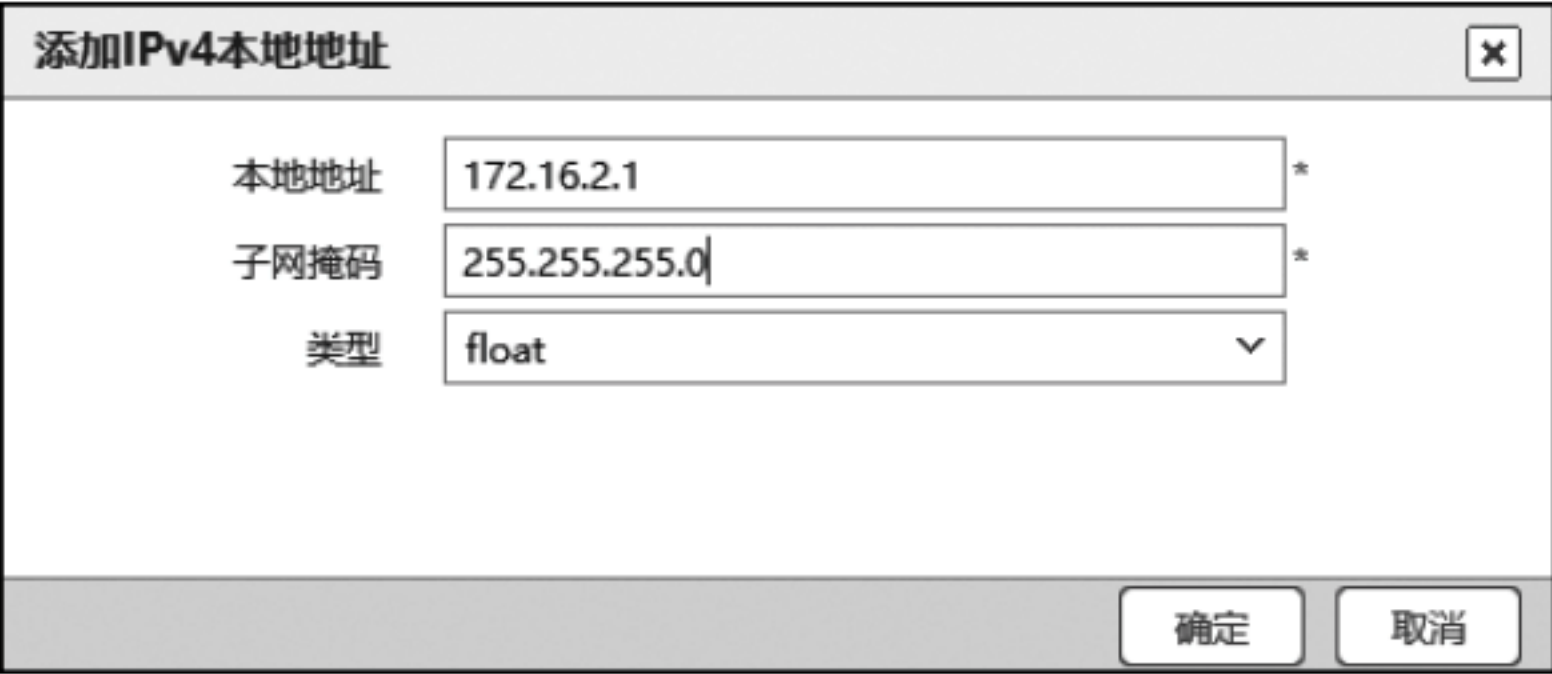 添加IPv4本地地址
本地地址 172.16.2.1 *
子网掩码 255.255.255.0 *
类型 float
确定 取消